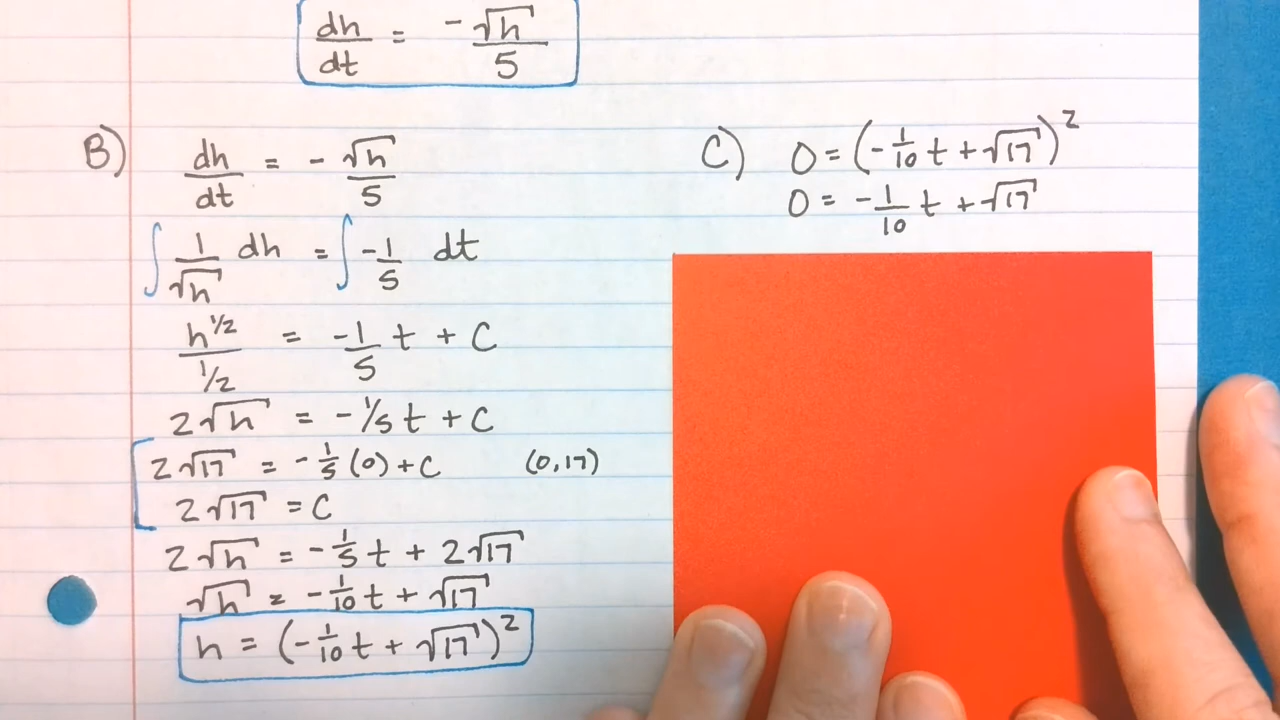 dh/dt = -√h/5
B) dh/dt = -√h/5
∫ 1/√h dh = ∫ -1/5 dt
h^1/2 / 1/2 = -1/5 t + C
2√h = -1/5 t + C
2√17 = -1/5 (0) + C (0,17)
2√17 = C
2√h = -1/5 t + 2√17
√h = -1/10 t + √17
h = (-1/10 t + √17)^2
C) 0 = (-1/10 t + √17)^2
0 = -1/10 t + √17